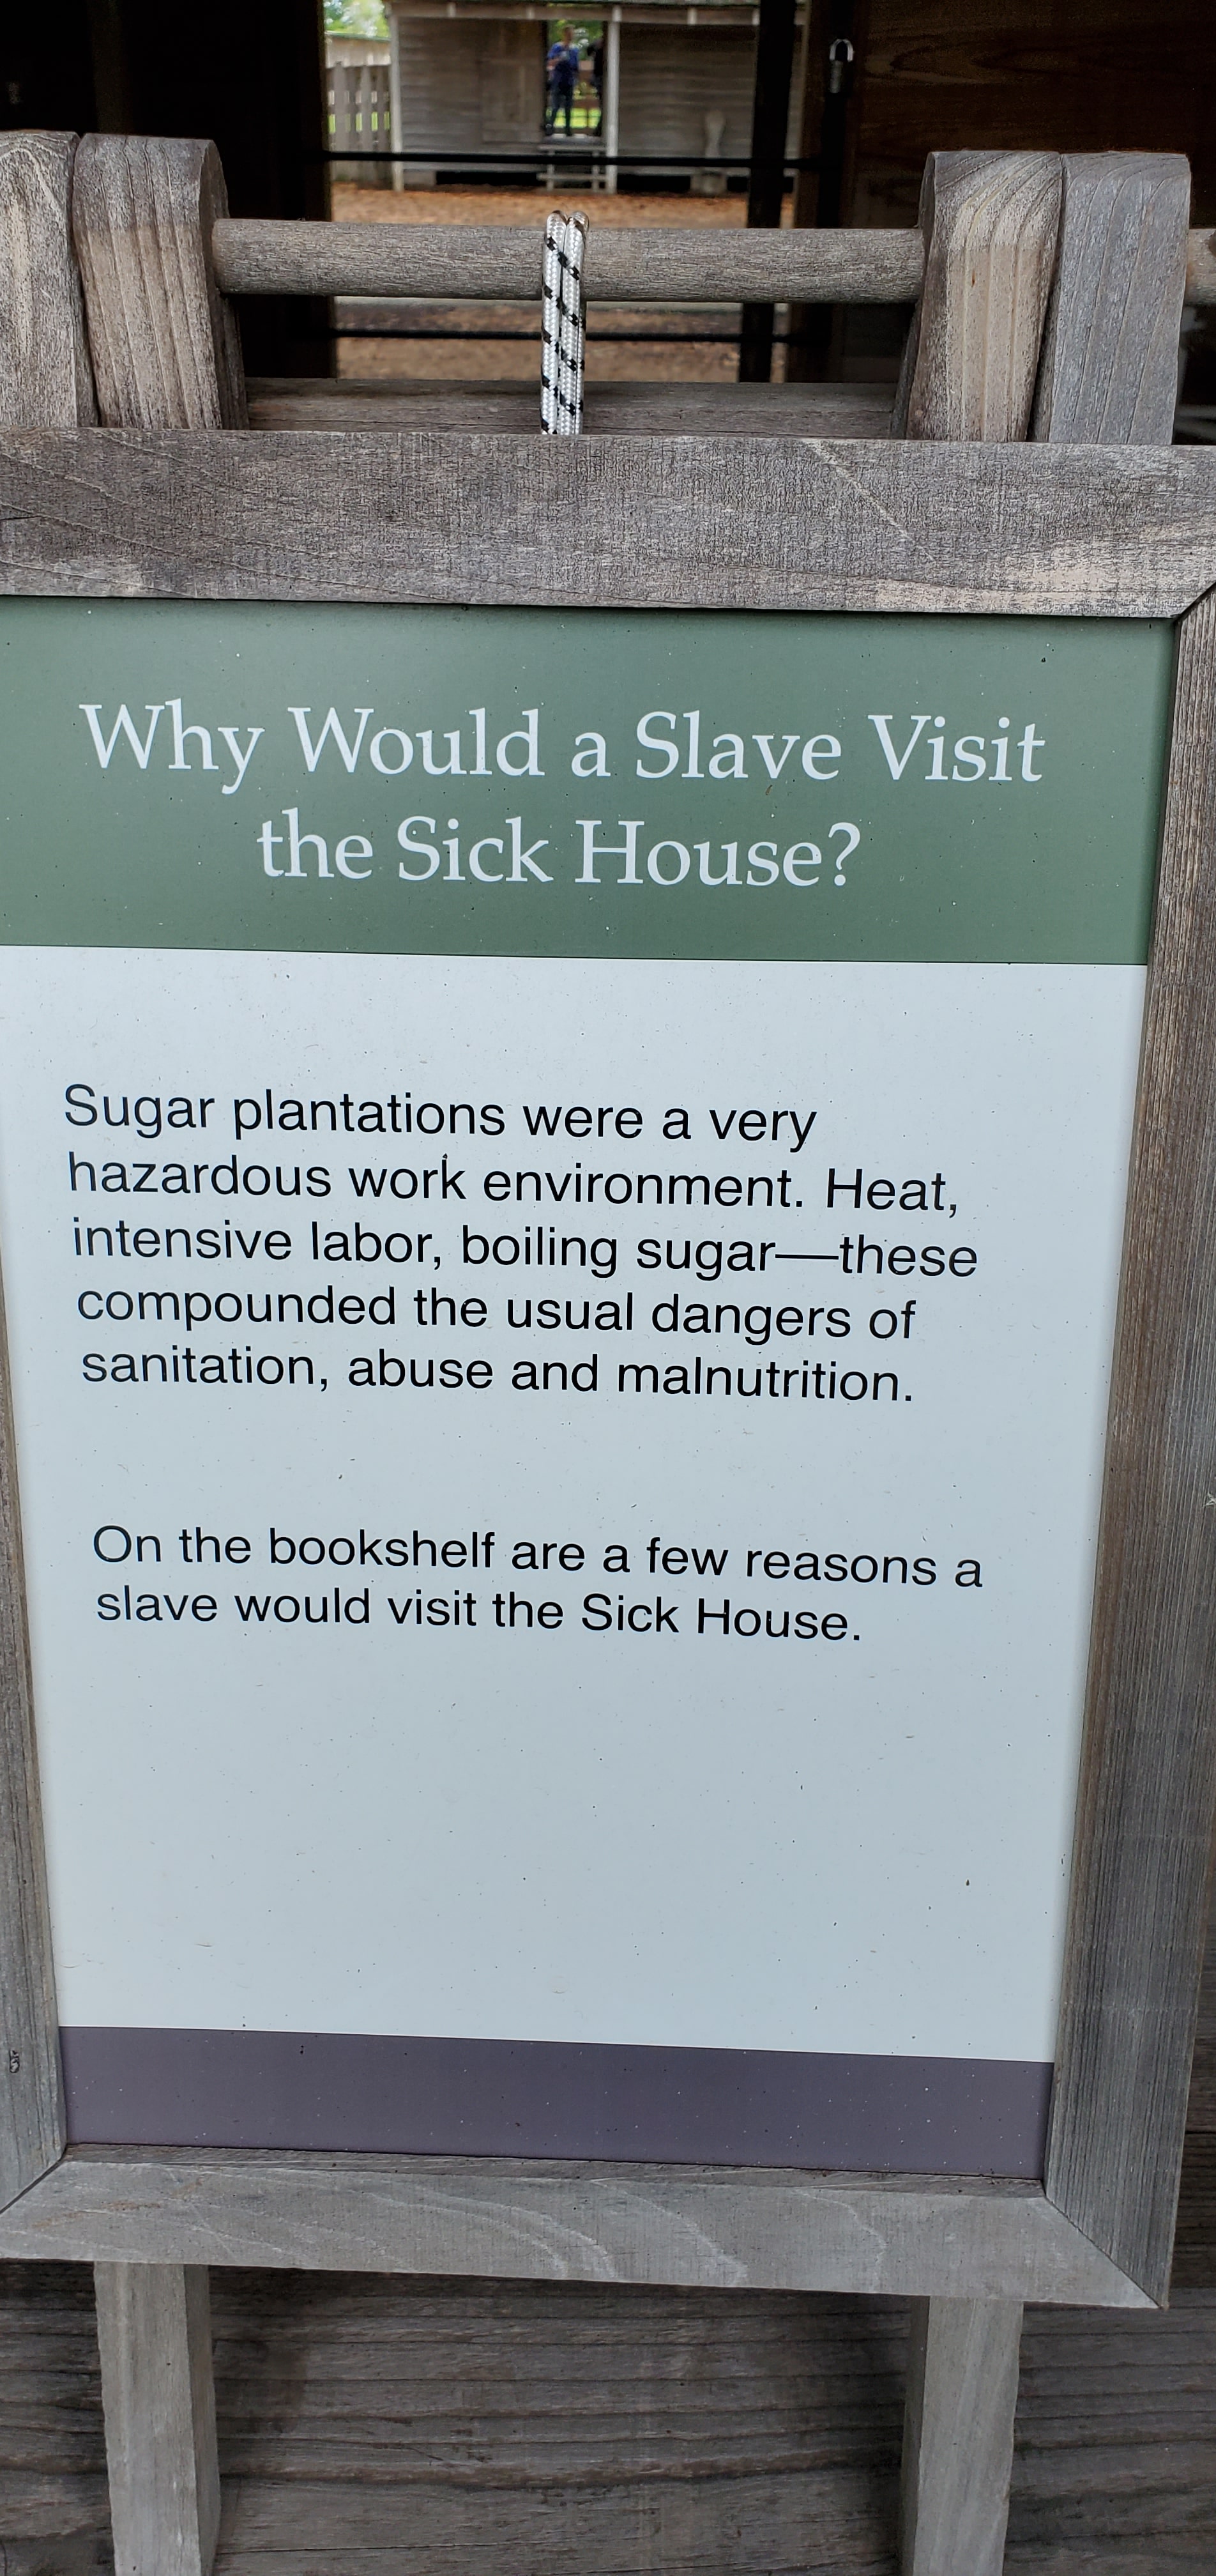 Why Would a Slave Visit
the Sick House?
Sugar plantations were a very
hazardous work environment. Heat,
intensive labor, boiling sugar—these
compounded the usual dangers of
sanitation, abuse and malnutrition.
On the bookshelf are a few reasons a
slave would visit the Sick House.